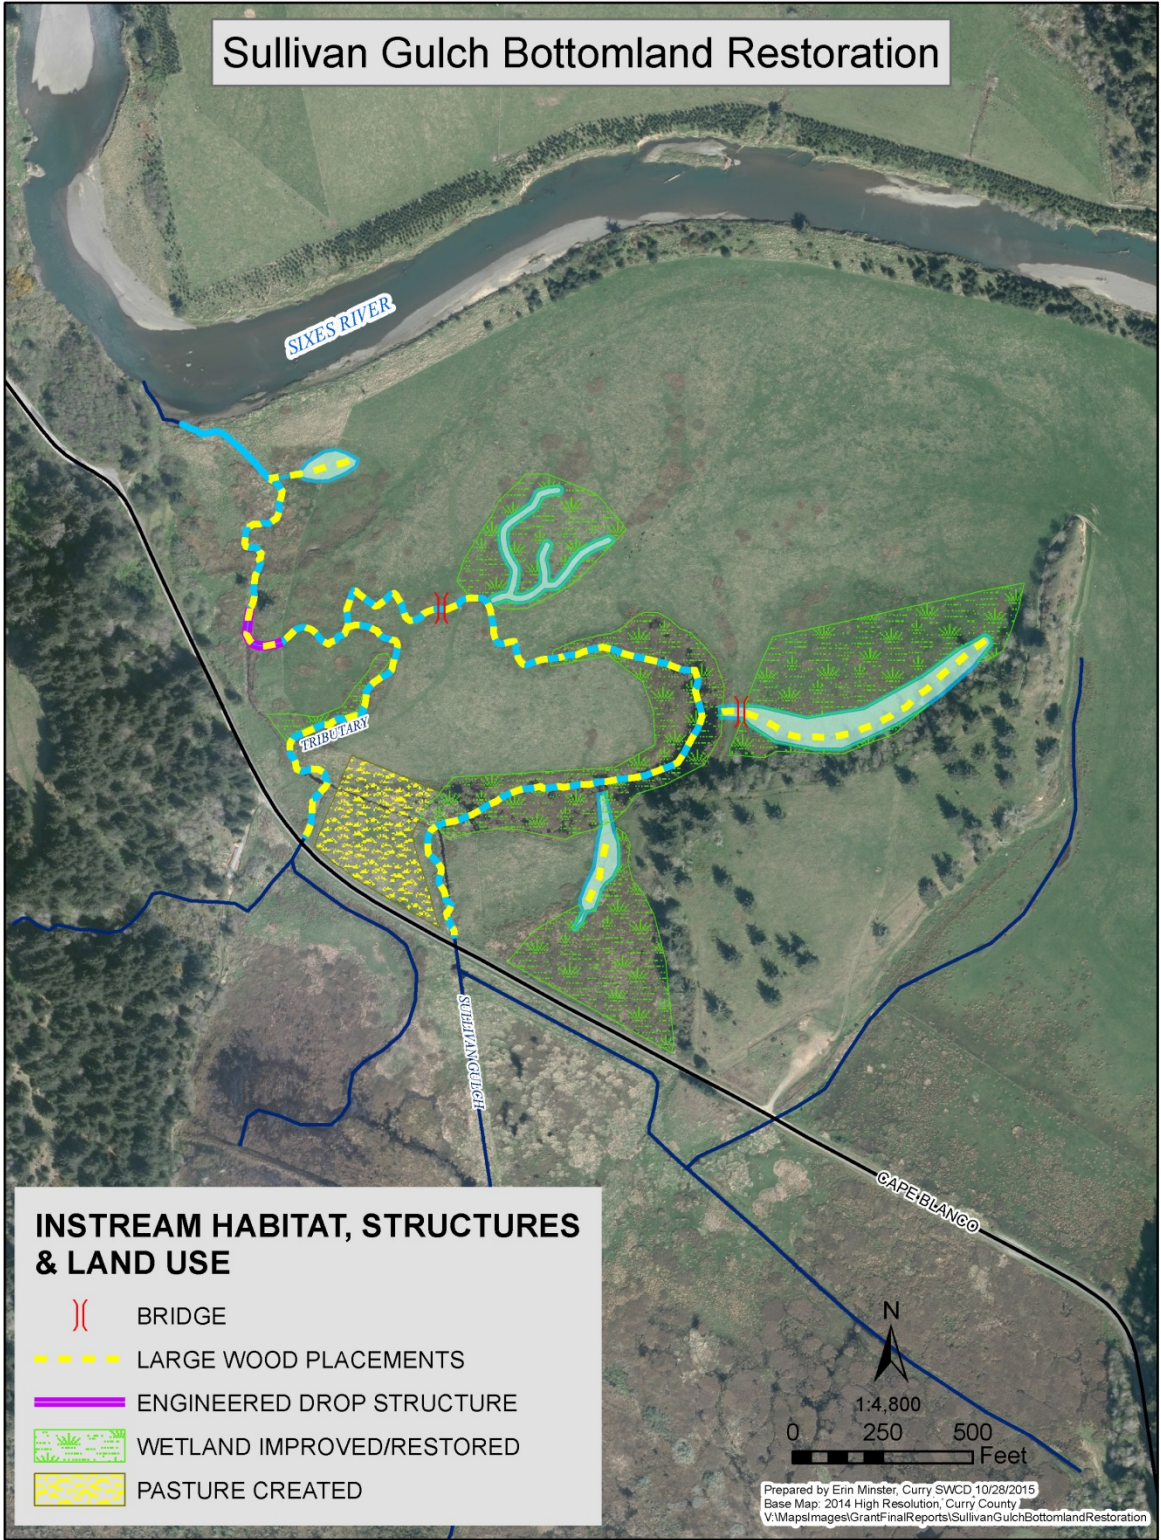 Sullivan Gulch Bottomland Restoration
SIXES RIVER
TRIBUTARY
SULLIVAN GULCH
CAPE BLANCO
INSTREAM HABITAT, STRUCTURES
& LAND USE
BRIDGE
LARGE WOOD PLACEMENTS
ENGINEERED DROP STRUCTURE
WETLAND IMPROVED/RESTORED
PASTURE CREATED
N
1:4,800
0 250 500
Feet
Prepared by Erin Minster, Curry SWCD 10/28/2015
Base Map: 2014 High Resolution, Curry County
V:\MapsImages\GrantFinalReports\SullivanGulchBottomlandRestoration